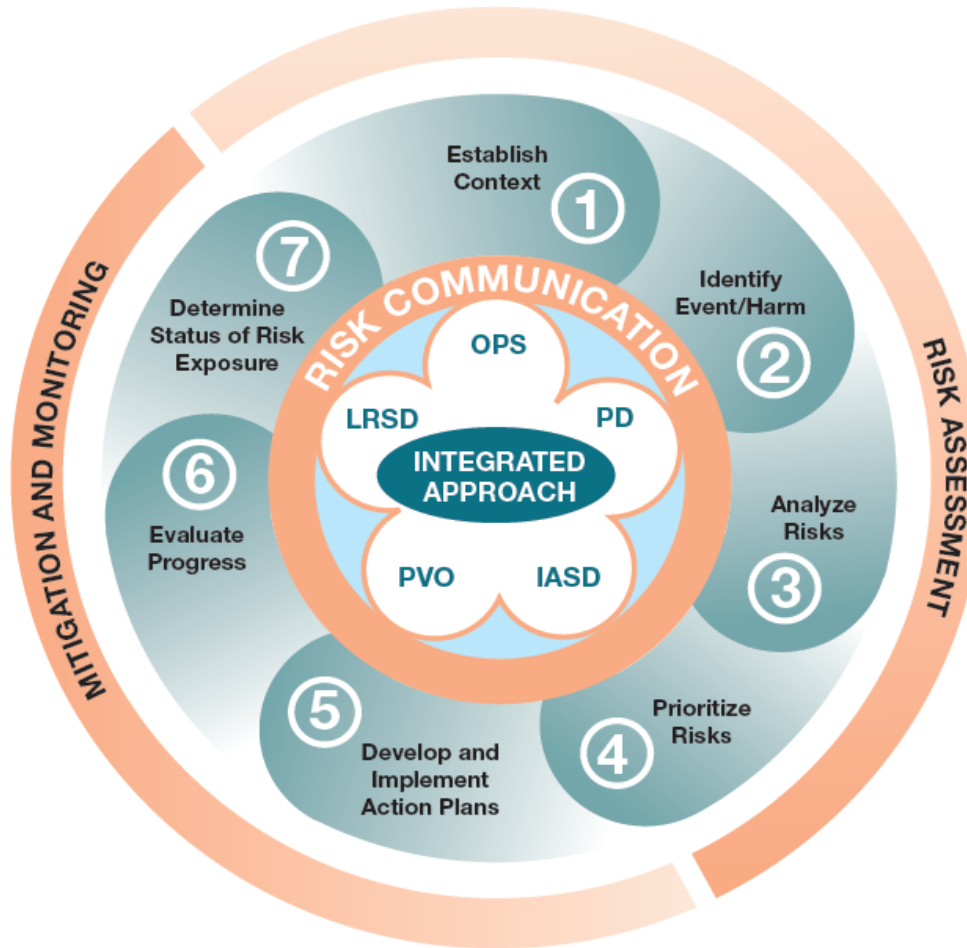 Establish
Context
1
Identify
Event/Harm
2
Analyze
Risks
3
Prioritize
Risks
4
5
Develop and
Implement
Action Plans
6
Evaluate
Progress
7
Determine
Status of Risk
Exposure
RISK COMMUNICATION
OPS
LRSD
PD
INTEGRATED
APPROACH
PVO
IASD
MITIGATION AND MONITORING
RISK ASSESSMENT